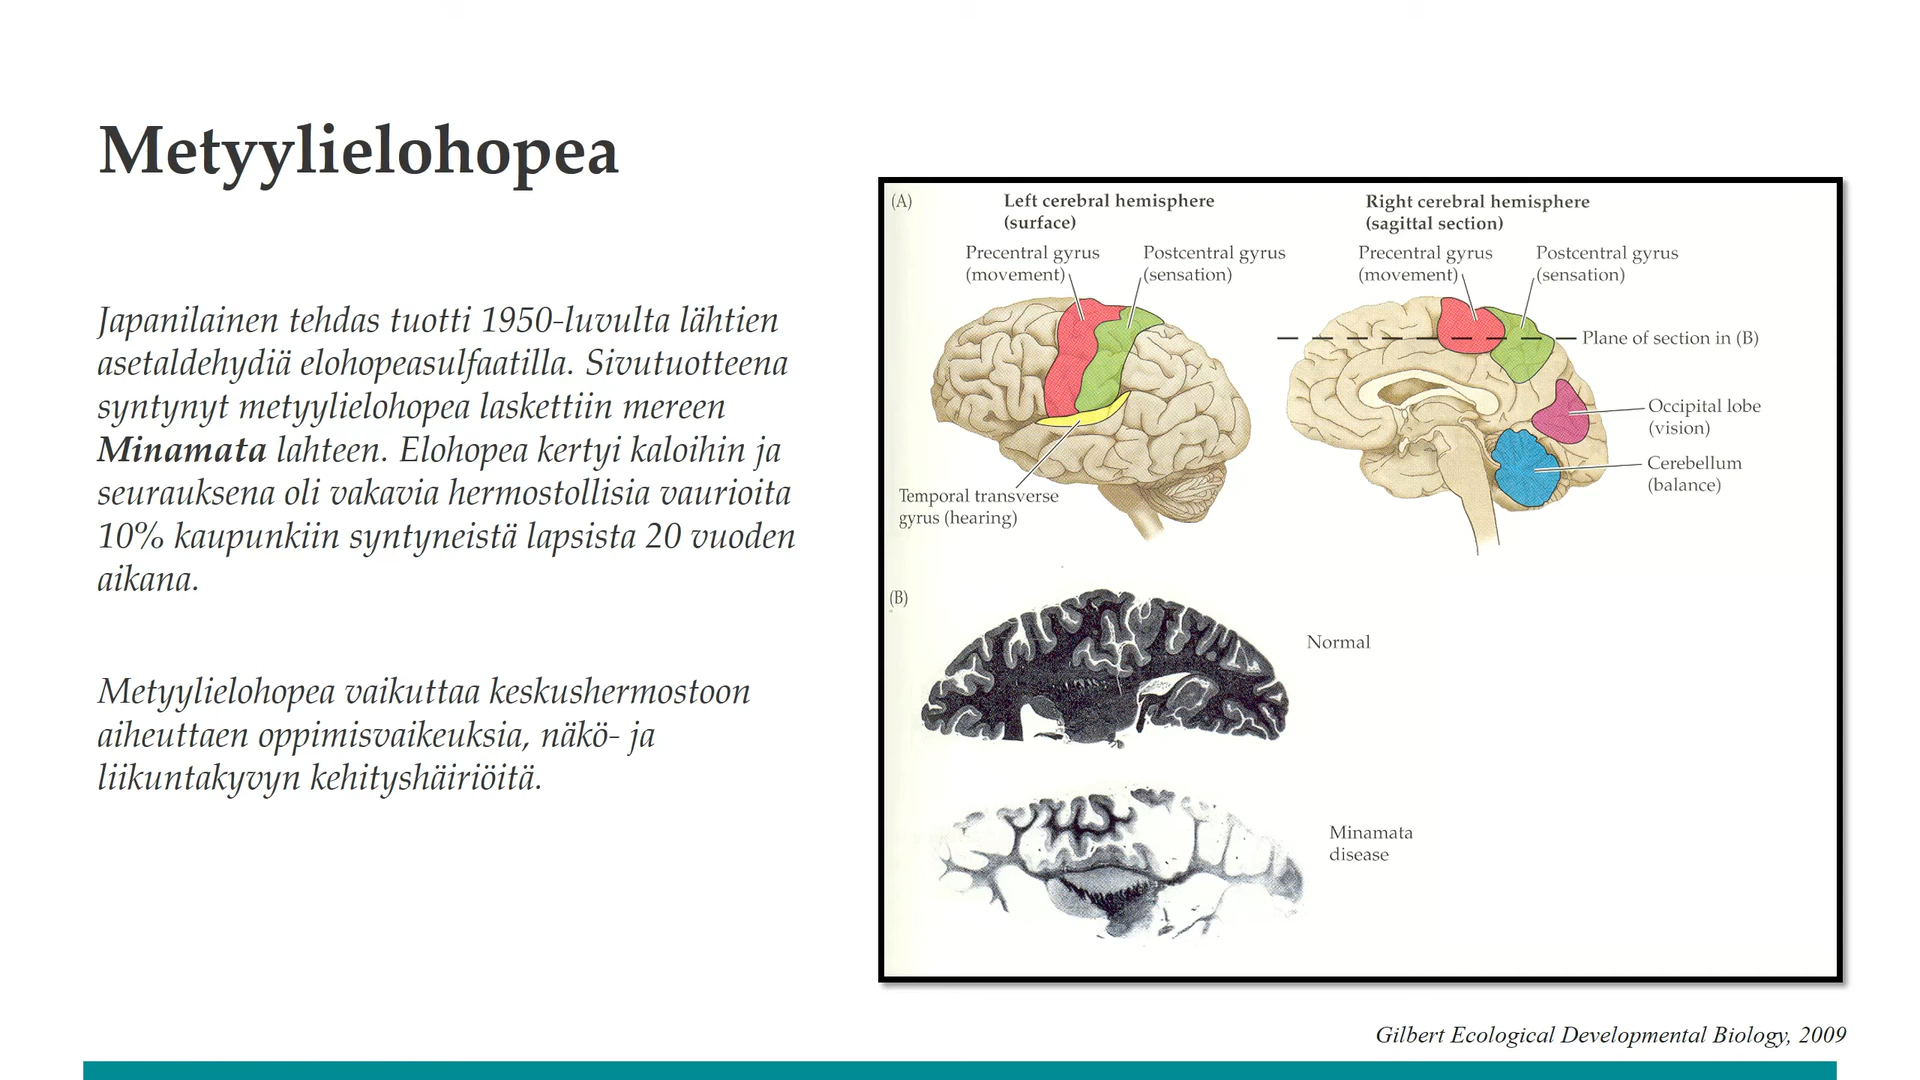 Metyylielohopea
Japanilainen tehdas tuotti 1950-luvulta lähtien
asetaldehydiä elohopeasulfaatilla. Sivutuotteena
syntynyt metyylielohopea laskettiin mereen
Minamata lahteen. Elohopea kertyi kaloihin ja
seurauksena oli vakavia hermostollisia vaurioita
10% kaupunkiin syntyneistä lapsista 20 vuoden
aikana.
Metyylielohopea vaikuttaa keskushermostoon
aiheuttaen oppimisvaikeuksia, näkö- ja
liikuntakyvyn kehityshäiriöitä.
(A)
Left cerebral hemisphere
(surface)
Precentral gyrus
(movement)
Postcentral gyrus
(sensation)
Temporal transverse
gyrus (hearing)
Right cerebral hemisphere
(sagittal section)
Precentral gyrus
(movement)
Postcentral gyrus
(sensation)
Plane of section in (B)
Occipital lobe
(vision)
Cerebellum
(balance)
(B)
Normal
Minamata
disease
Gilbert Ecological Developmental Biology, 2009